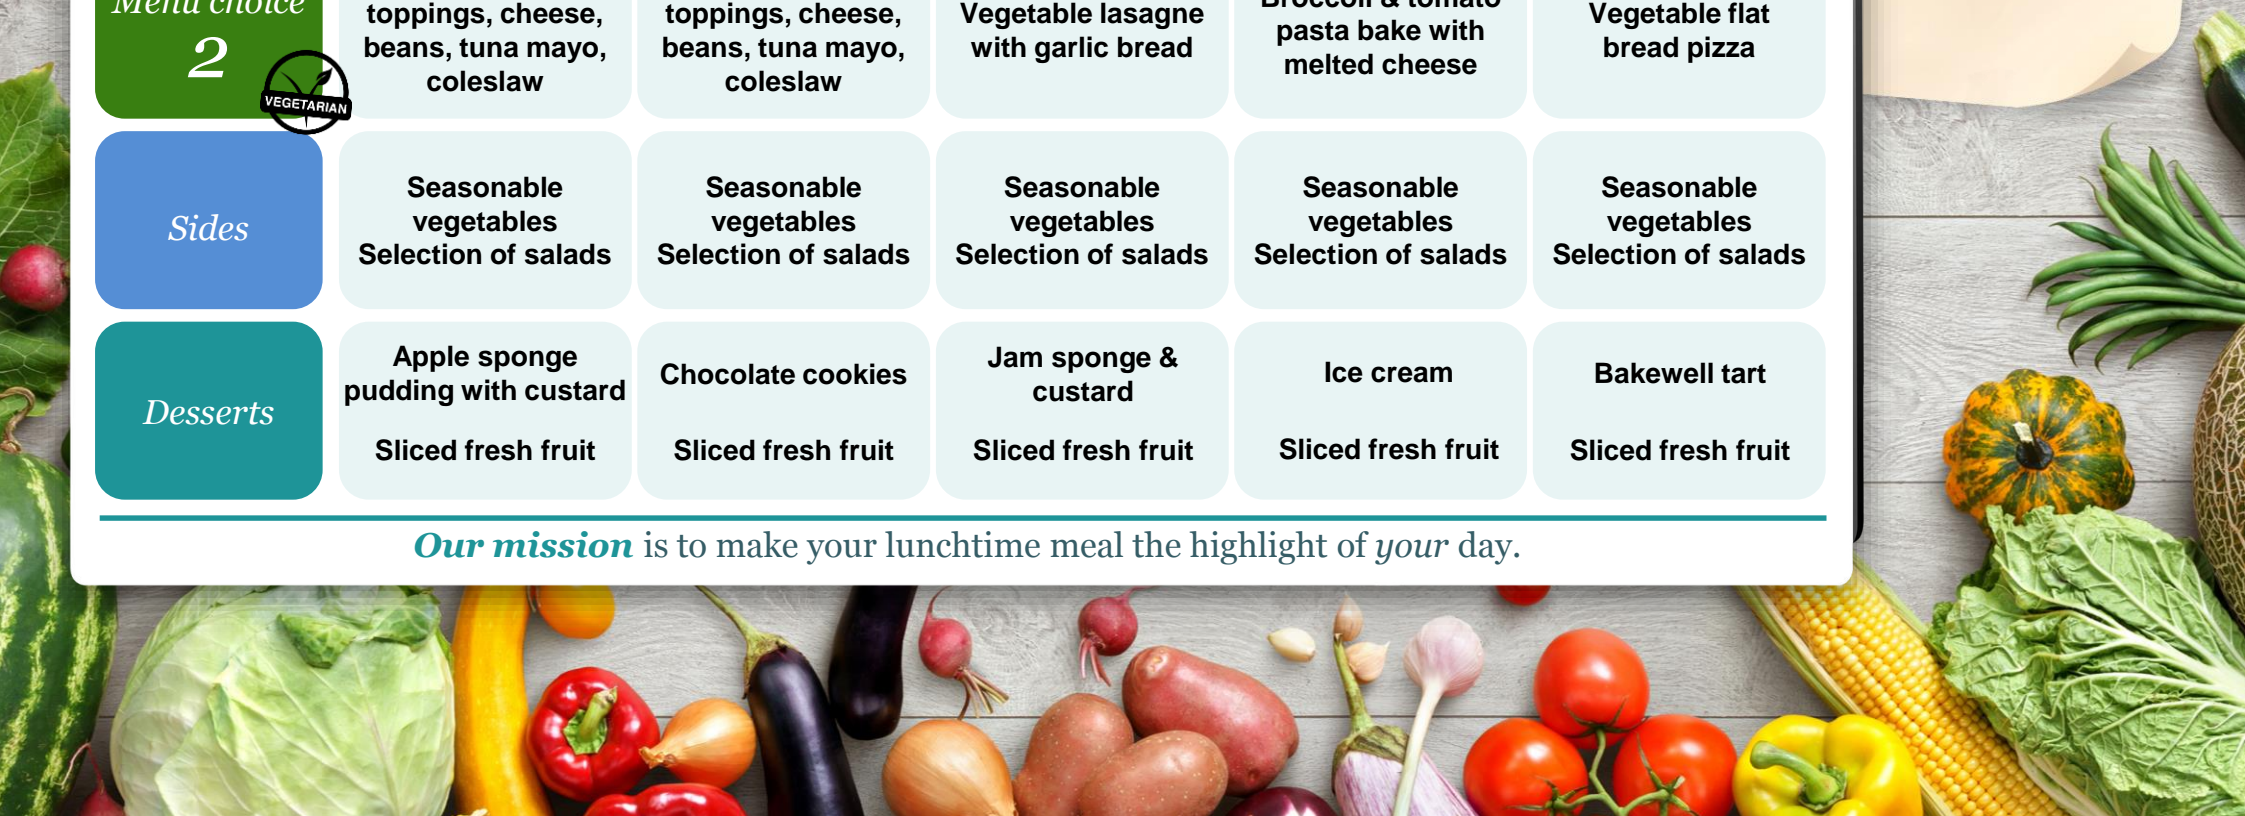 Menu choice
2
VEGETARIAN
toppings, cheese,
beans, tuna mayo,
coleslaw
toppings, cheese,
beans, tuna mayo,
coleslaw
Vegetable lasagne
with garlic bread
Broccoli & tomato
pasta bake with
melted cheese
Vegetable flat
bread pizza
Sides
Seasonable
vegetables
Selection of salads
Seasonable
vegetables
Selection of salads
Seasonable
vegetables
Selection of salads
Seasonable
vegetables
Selection of salads
Seasonable
vegetables
Selection of salads
Desserts
Apple sponge
pudding with custard
Sliced fresh fruit
Chocolate cookies
Sliced fresh fruit
Jam sponge &
custard
Sliced fresh fruit
Ice cream
Sliced fresh fruit
Bakewell tart
Sliced fresh fruit
Our mission is to make your lunchtime meal the highlight of your day.